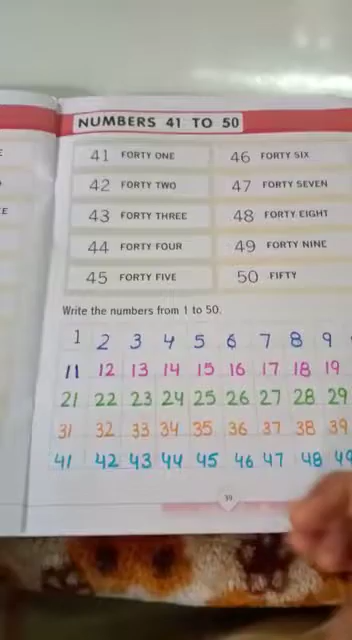 NUMBERS 41 TO 50
41 FORTY ONE
42 FORTY TWO
43 FORTY THREE
44 FORTY FOUR
45 FORTY FIVE
46 FORTY SIX
47 FORTY SEVEN
48 FORTY EIGHT
49 FORTY NINE
50 FIFTY
Write the numbers from 1 to 50.
1 2 3 4 5 6 7 8 9
11 12 13 14 15 16 17 18 19
21 22 23 24 25 26 27 28 29
31 32 33 34 35 36 37 38 39
41 42 43 44 45 46 47 48 49
39